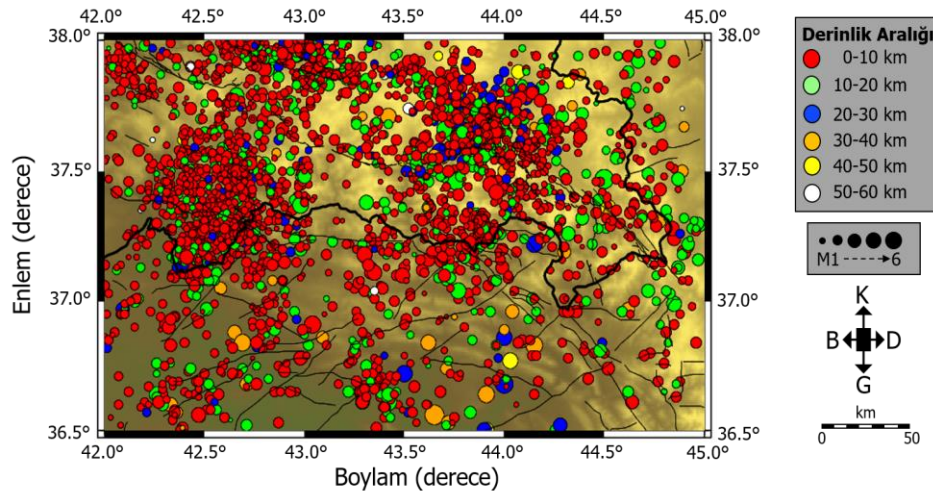 42.0° 42.5° 43.0° 43.5° 44.0° 44.5° 45.0°
38.0° 38.0°
37.5° 37.5°
37.0° 37.0°
36.5° 36.5°
42.0° 42.5° 43.0° 43.5° 44.0° 44.5° 45.0°
Enlem (derece)
Boylam (derece)
Derinlik Aralığı
0-10 km
10-20 km
20-30 km
30-40 km
40-50 km
50-60 km
M1 6
K
B D
G
km
0 50